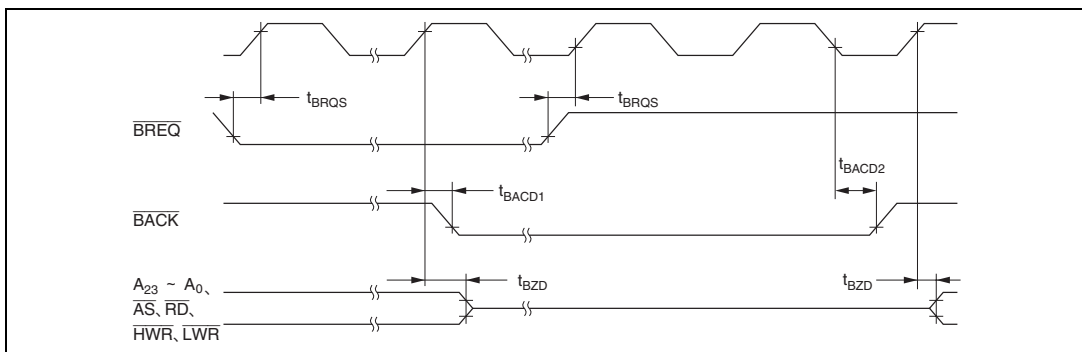 tBRQS
tBRQS
BREQ
tBACD2
tBACD1
BACK
tBZD
tBZD
A23 ~ A0、
AS、RD、
HWR、LWR